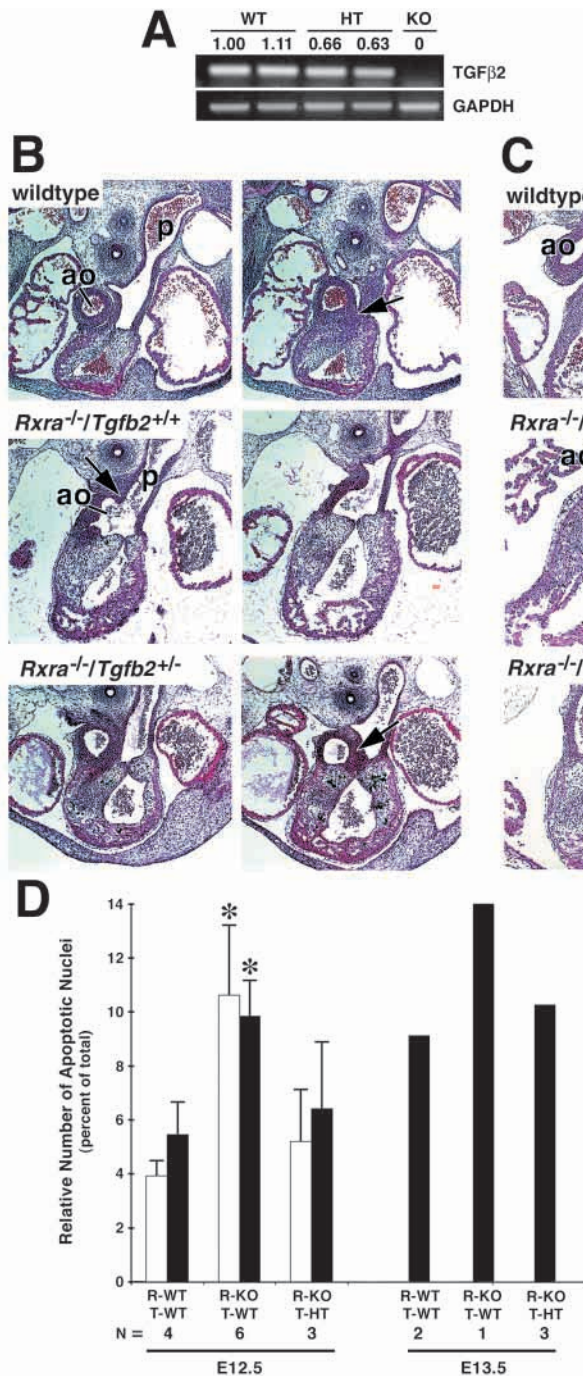 A
WT HT KO
1.00 1.11 0.66 0.63 0
TGFβ2
GAPDH
B
C
wildtype
p
ao
wildtype
ao
Rxra-/-/Tgfb2+/+
ao
p
Rxra-/-/
ao
Rxra-/-/Tgfb2+/-
Rxra-/-/
D
Relative Number of Apoptotic Nuclei
(percent of total)
14
12
10
8
6
4
2
0
* *
R-WT R-KO R-KO R-WT R-KO R-KO
T-WT T-WT T-HT T-WT T-WT T-HT
N = 4 6 3 2 1 3
E12.5 E13.5